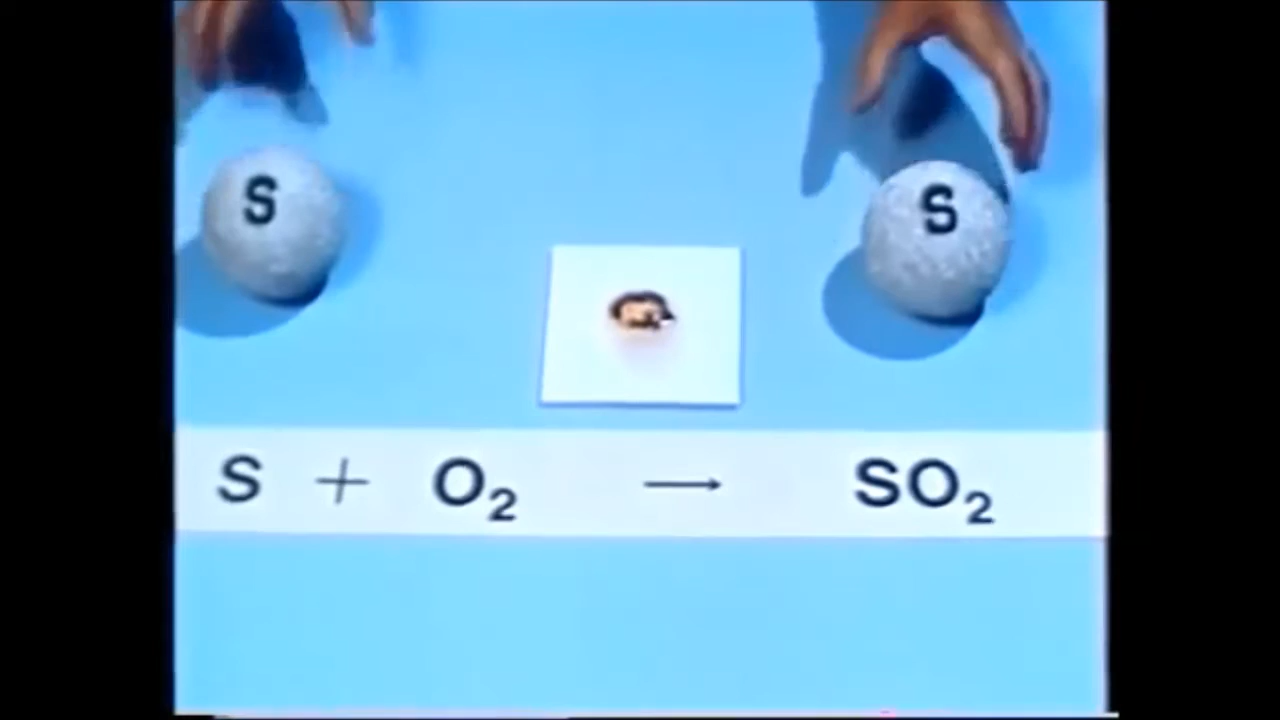 S S
S + O₂ → SO₂